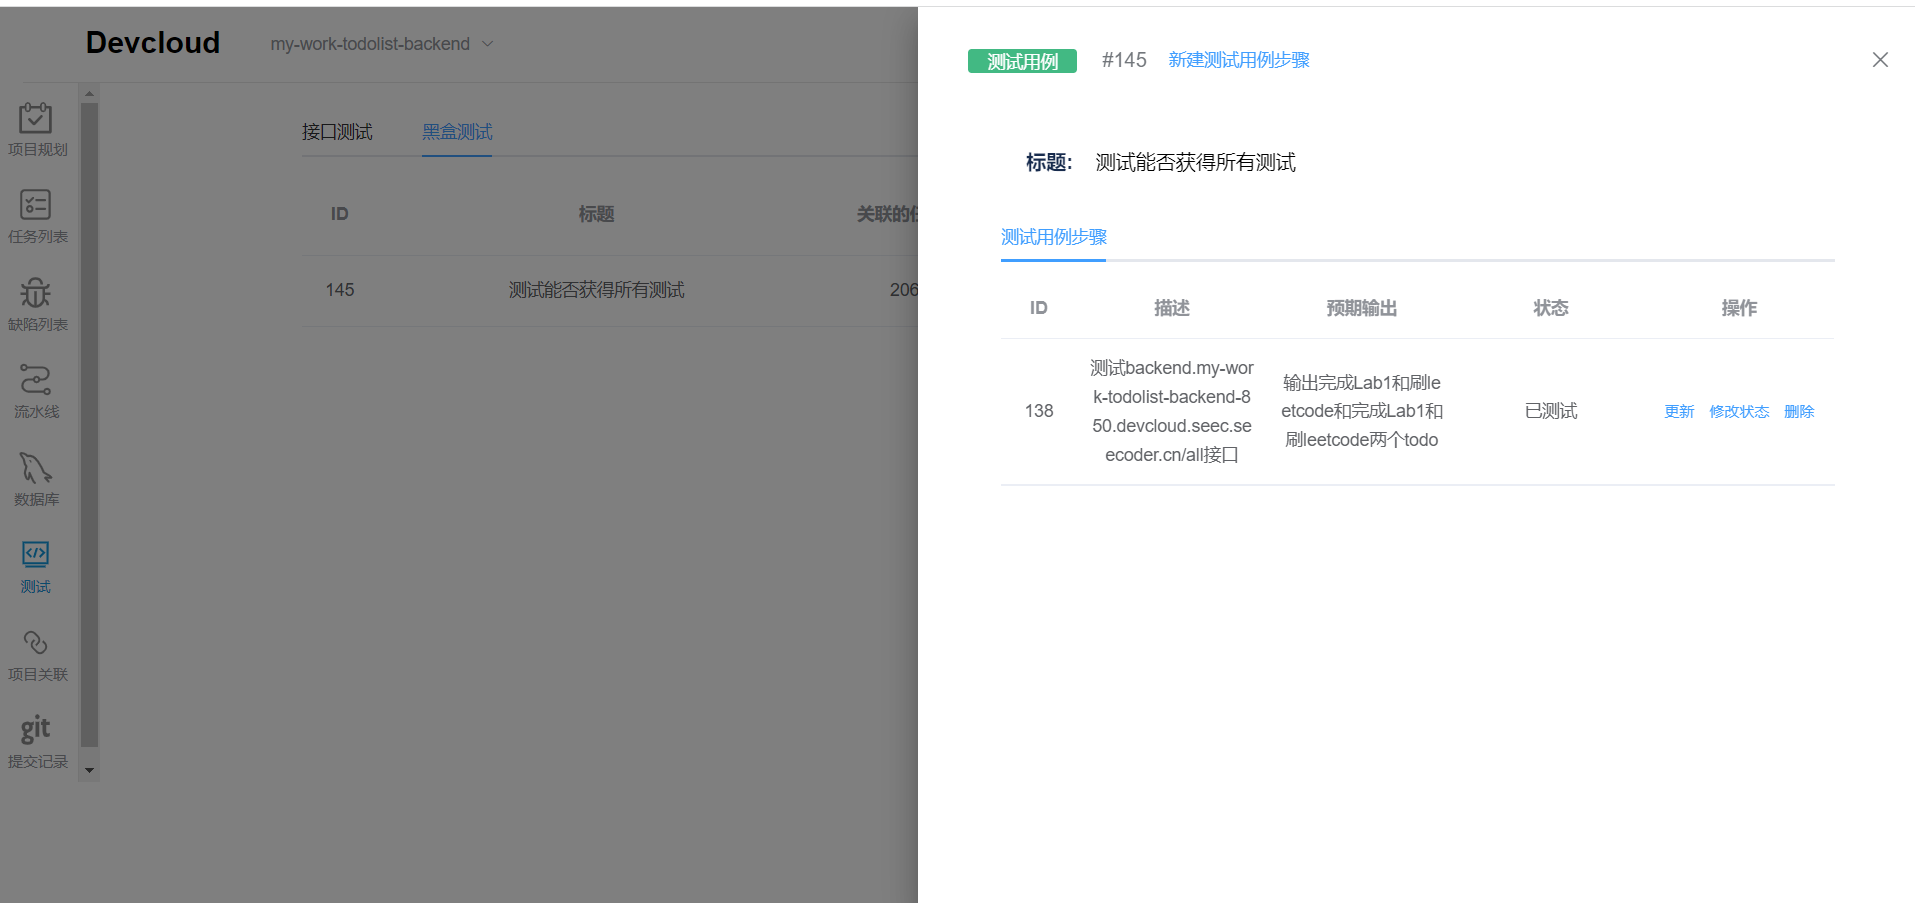 Devcloud
my-work-todolist-backend
项目规划
任务列表
缺陷列表
流水线
数据库
测试
项目关联
git
提交记录
接口测试 黑盒测试
ID 标题 关联的
145 测试能否获得所有测试 206
测试用例 #145 新建测试用例步骤
标题: 测试能否获得所有测试
测试用例步骤
ID 描述 预期输出 状态 操作
138
测试backend.my-wor
k-todolist-backend-8
50.devcloud.seec.se
ecoder.cn/all接口
输出完成Lab1和刷le
etcode和完成Lab1和
刷leetcode两个todo
已测试
更新 修改状态 删除